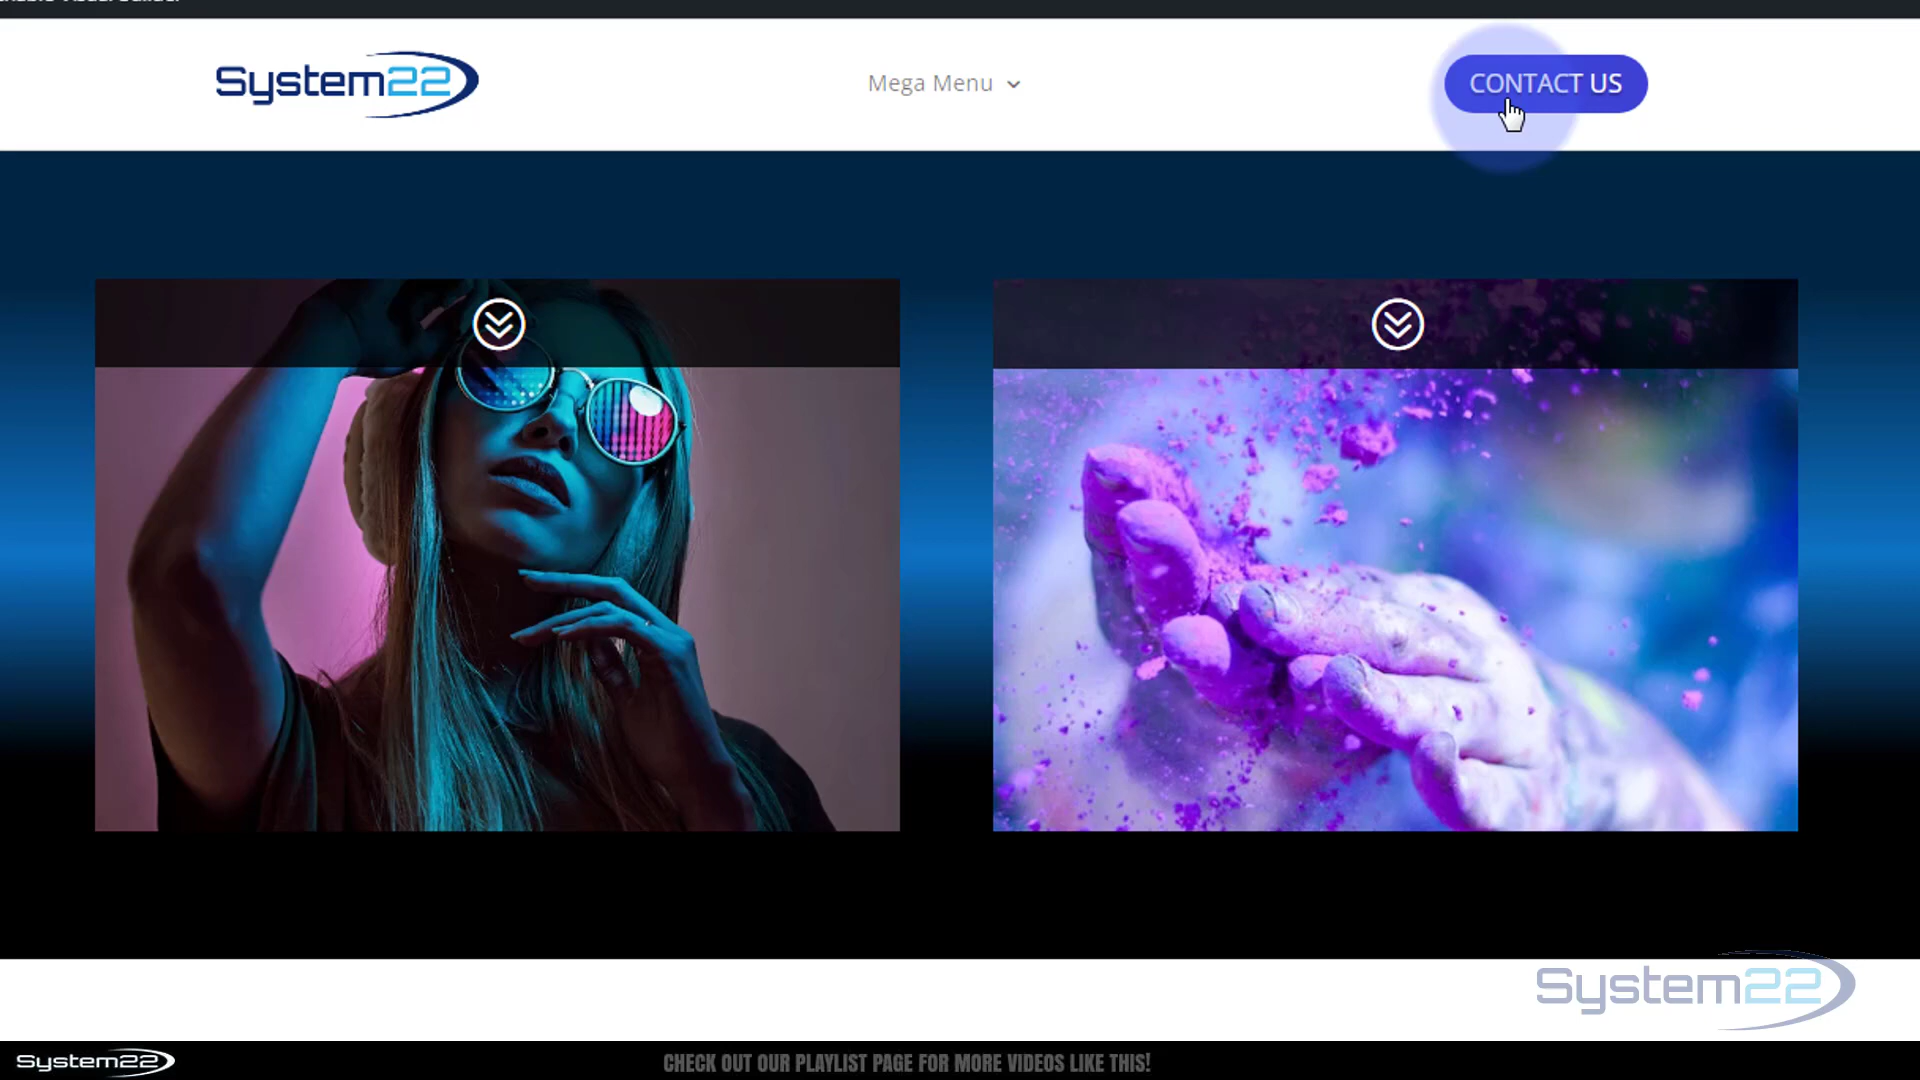 System22
Mega Menu
CONTACT US
System22
System22
CHECK OUT OUR PLAYLIST PAGE FOR MORE VIDEOS LIKE THIS!